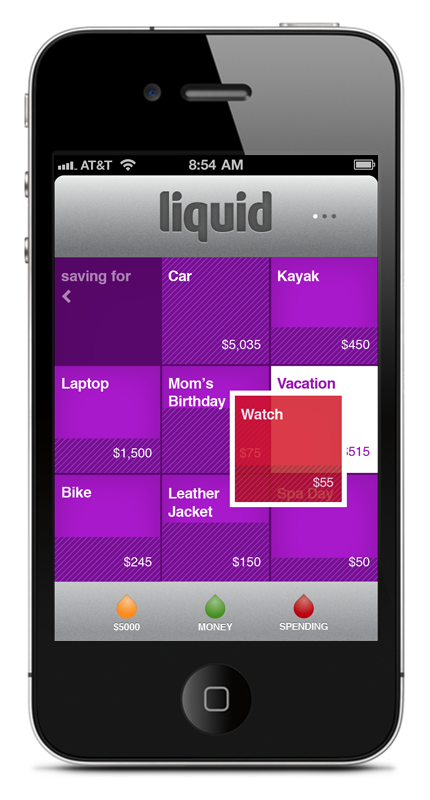 AT&T 8:54 AM
liquid
saving for
Car
$5,035
Kayak
$450
Laptop
$1,500
Mom's
Birthday
$75
Vacation
$515
Watch
$55
Bike
$245
Leather
Jacket
$150
Spa Day
$50
$5000
MONEY
SPENDING